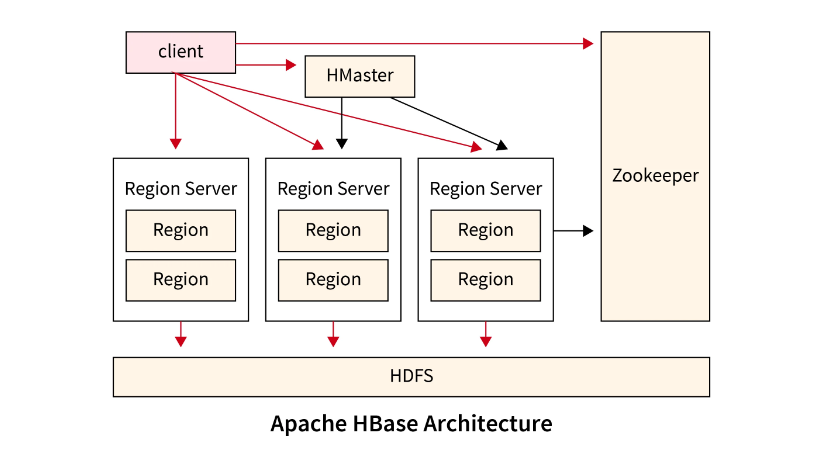 client
HMaster
Zookeeper
Region Server
Region
Region
Region Server
Region
Region
Region Server
Region
Region
HDFS
Apache HBase Architecture